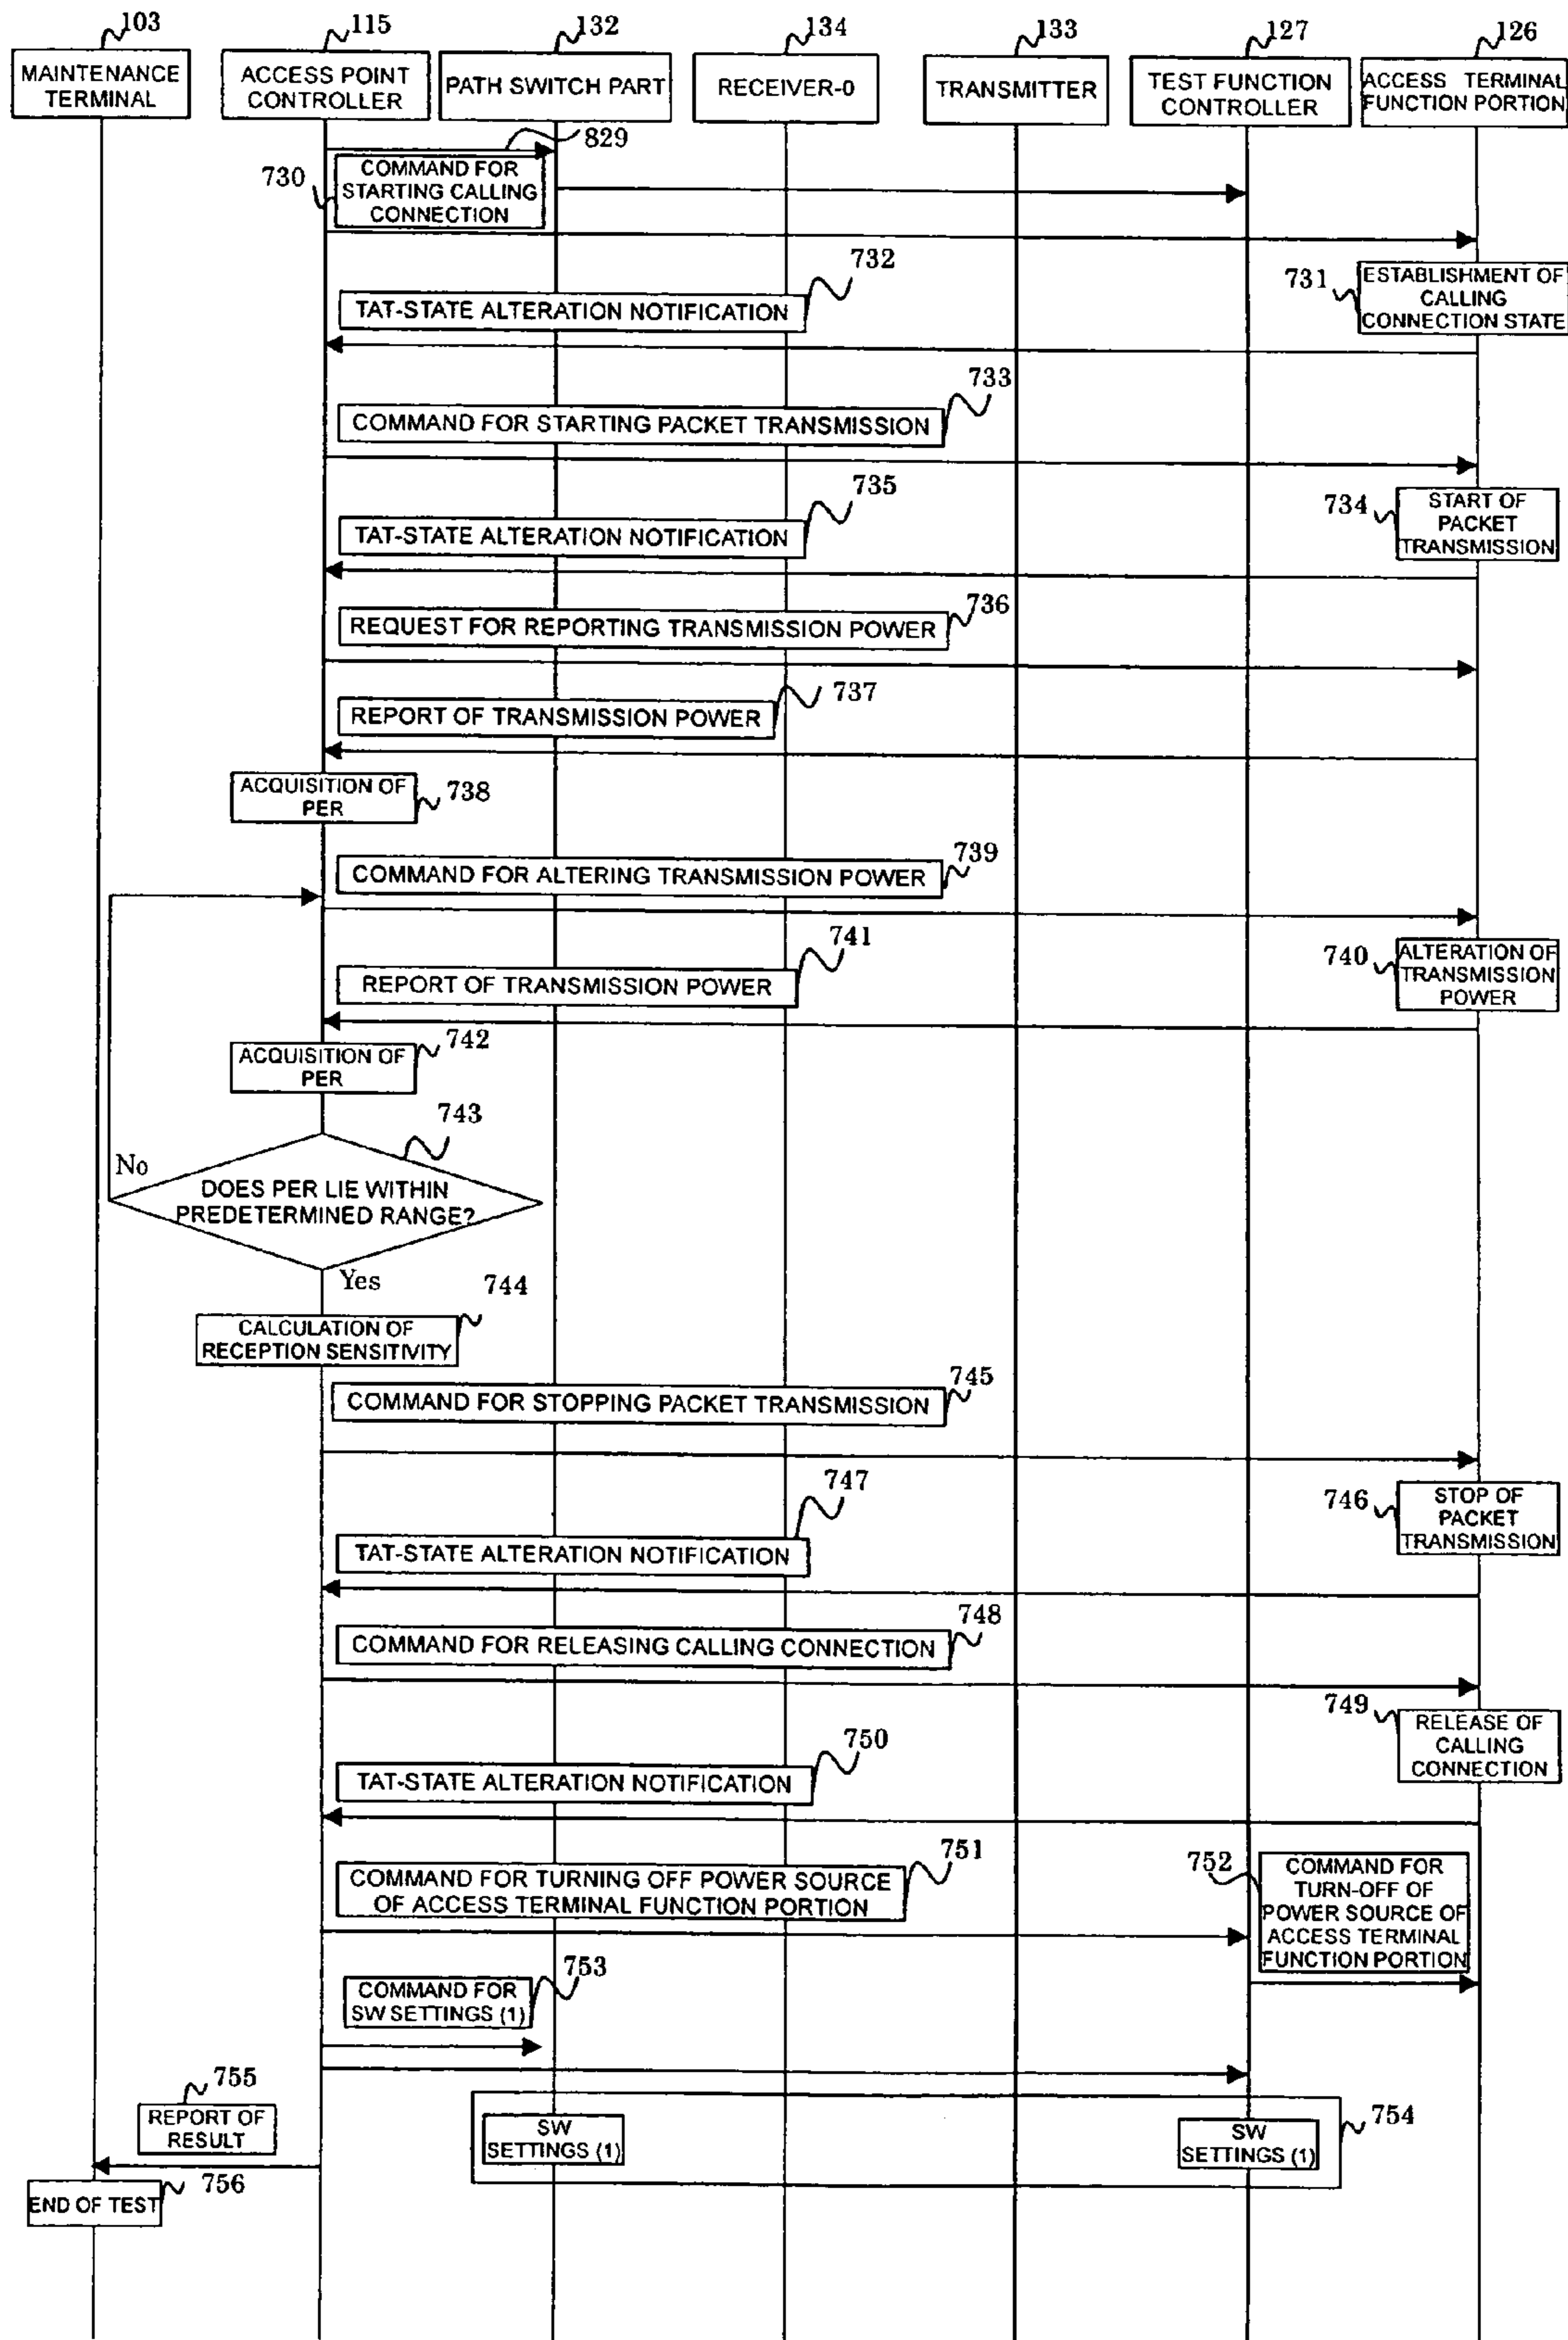 103
115
132
134
133
127
126
MAINTENANCE
TERMINAL
ACCESS POINT
CONTROLLER
PATH SWITCH PART
RECEIVER-0
TRANSMITTER
TEST FUNCTION
CONTROLLER
ACCESS TERMINAL
FUNCTION PORTION
829
730
COMMAND FOR
STARTING CALLING
CONNECTION
732
TAT-STATE ALTERATION NOTIFICATION
731
ESTABLISHMENT OF
CALLING
CONNECTION STATE
733
COMMAND FOR STARTING PACKET TRANSMISSION
735
TAT-STATE ALTERATION NOTIFICATION
734
START OF
PACKET
TRANSMISSION
736
REQUEST FOR REPORTING TRANSMISSION POWER
737
REPORT OF TRANSMISSION POWER
ACQUISITION OF
PER
738
739
COMMAND FOR ALTERING TRANSMISSION POWER
741
REPORT OF TRANSMISSION POWER
740
ALTERATION OF
TRANSMISSION
POWER
ACQUISITION OF
PER
742
743
No
DOES PER LIE WITHIN
PREDETERMINED RANGE?
Yes
744
CALCULATION OF
RECEPTION SENSITIVITY
745
COMMAND FOR STOPPING PACKET TRANSMISSION
747
TAT-STATE ALTERATION NOTIFICATION
746
STOP OF
PACKET
TRANSMISSION
748
COMMAND FOR RELEASING CALLING CONNECTION
749
RELEASE OF
CALLING
CONNECTION
750
TAT-STATE ALTERATION NOTIFICATION
751
COMMAND FOR TURNING OFF POWER SOURCE
OF ACCESS TERMINAL FUNCTION PORTION
752
COMMAND FOR
TURN-OFF OF
POWER SOURCE OF
ACCESS TERMINAL
FUNCTION PORTION
753
COMMAND FOR
SW SETTINGS (1)
755
REPORT OF
RESULT
SW
SETTINGS (1)
SW
SETTINGS (1)
754
756
END OF TEST